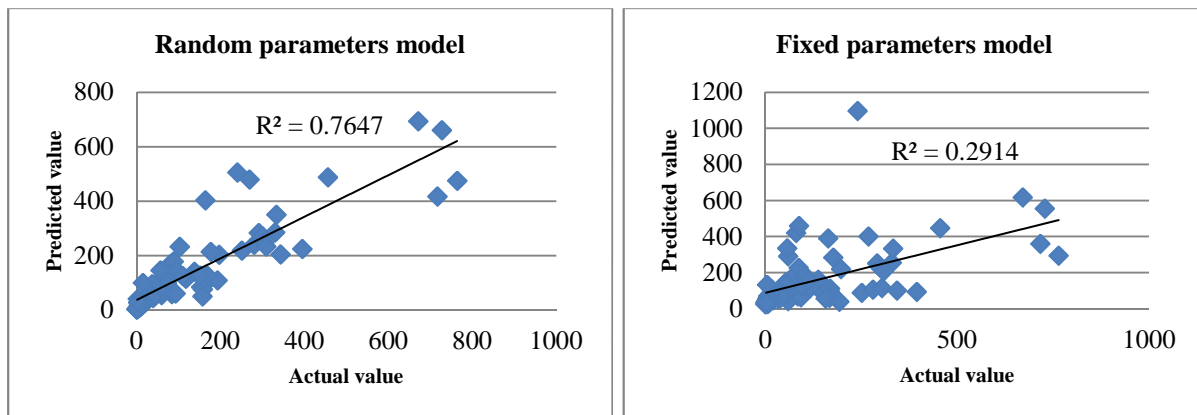 Random parameters model
800
600
400
200
0
R² = 0.7647
0 200 400 600 800 1000
Predicted value
Actual value
Fixed parameters model
1200
1000
800
600
400
200
0
R² = 0.2914
0 500 1000
Predicted value
Actual value